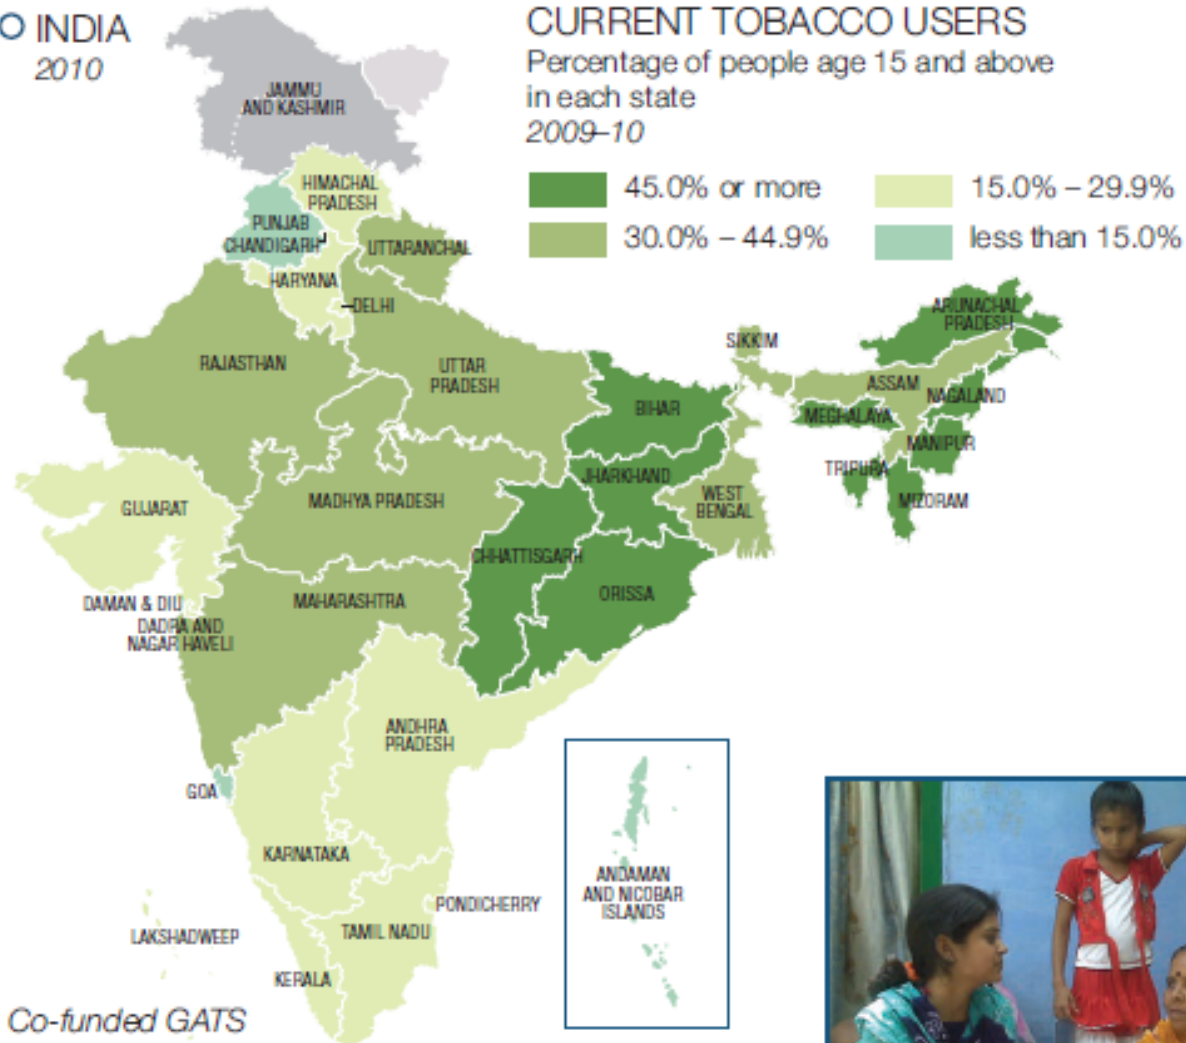 INDIA
2010
CURRENT TOBACCO USERS
Percentage of people age 15 and above
in each state
2009–10
45.0% or more
15.0% – 29.9%
30.0% – 44.9%
less than 15.0%
JAMMU
AND KASHMIR
HIMACHAL
PRADESH
PUNJAB
CHANDIGARH
UTTARANCHAL
HARYANA
DELHI
RAJASTHAN
UTTAR
PRADESH
SIKKIM
ARUNACHAL
PRADESH
ASSAM
NAGALAND
BIHAR
MEGHALAYA
MANIPUR
TRIPURA
MIZORAM
JHARKHAND
WEST
BENGAL
GUJARAT
MADHYA PRADESH
CHHATTISGARH
ORISSA
DAMAN & DIU
DADRA AND
NAGAR HAVELI
MAHARASHTRA
ANDHRA
PRADESH
GOA
KARNATAKA
ANDAMAN
AND NICOBAR
ISLANDS
PONDICHERRY
LAKSHADWEEP
TAMIL NADU
KERALA
Co-funded GATS